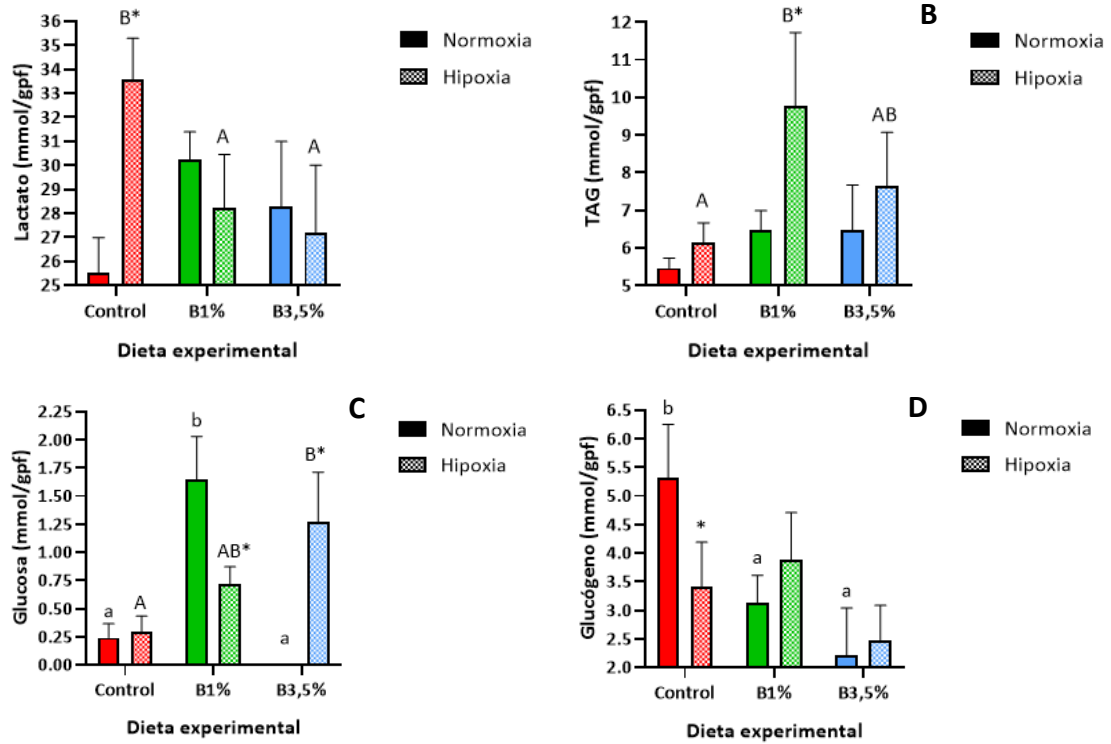 36
35
34
33
32
31
30
29
28
27
26
25
Lactato (mmol/gpf)
B*
A
A
Control B1% B3,5%
Dieta experimental
Normoxia
Hipoxia
B
12
11
10
9
8
7
6
5
TAG (mmol/gpf)
A
B*
AB
Control B1% B3,5%
Dieta experimental
Normoxia
Hipoxia
C
2.25
2.00
1.75
1.50
1.25
1.00
0.75
0.50
0.25
0.00
Glucosa (mmol/gpf)
a
A
b
AB*
a
B*
Control B1% B3,5%
Dieta experimental
Normoxia
Hipoxia
D
6.5
6.0
5.5
5.0
4.5
4.0
3.5
3.0
2.5
2.0
Glucógeno (mmol/gpf)
b
*
a
a
Control B1% B3,5%
Dieta experimental
Normoxia
Hipoxia